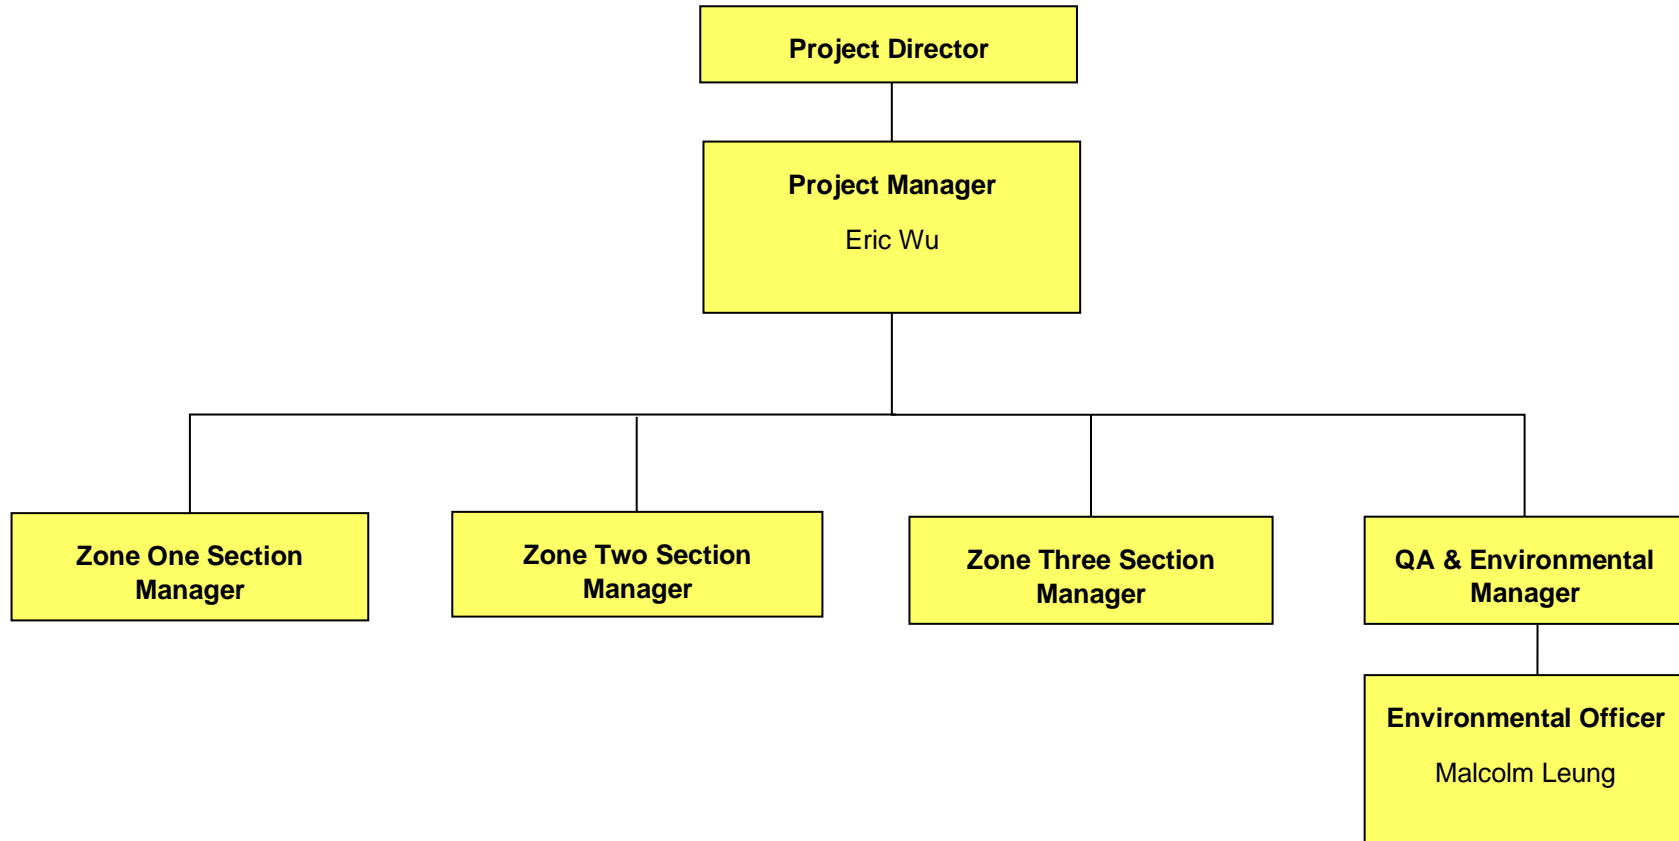 Project Director
Project Manager
Eric Wu
Zone One Section
Manager
Zone Two Section
Manager
Zone Three Section
Manager
QA & Environmental
Manager
Environmental Officer
Malcolm Leung